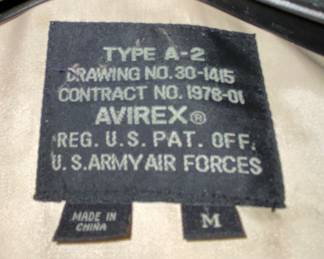 TYPE A-2
DRAWING NO. 30-1415
CONTRACT NO. 1978-01
AVIREX®
REG. U.S. PAT. OFF.
U.S. ARMY AIR FORCES
MADE IN
CHINA
M